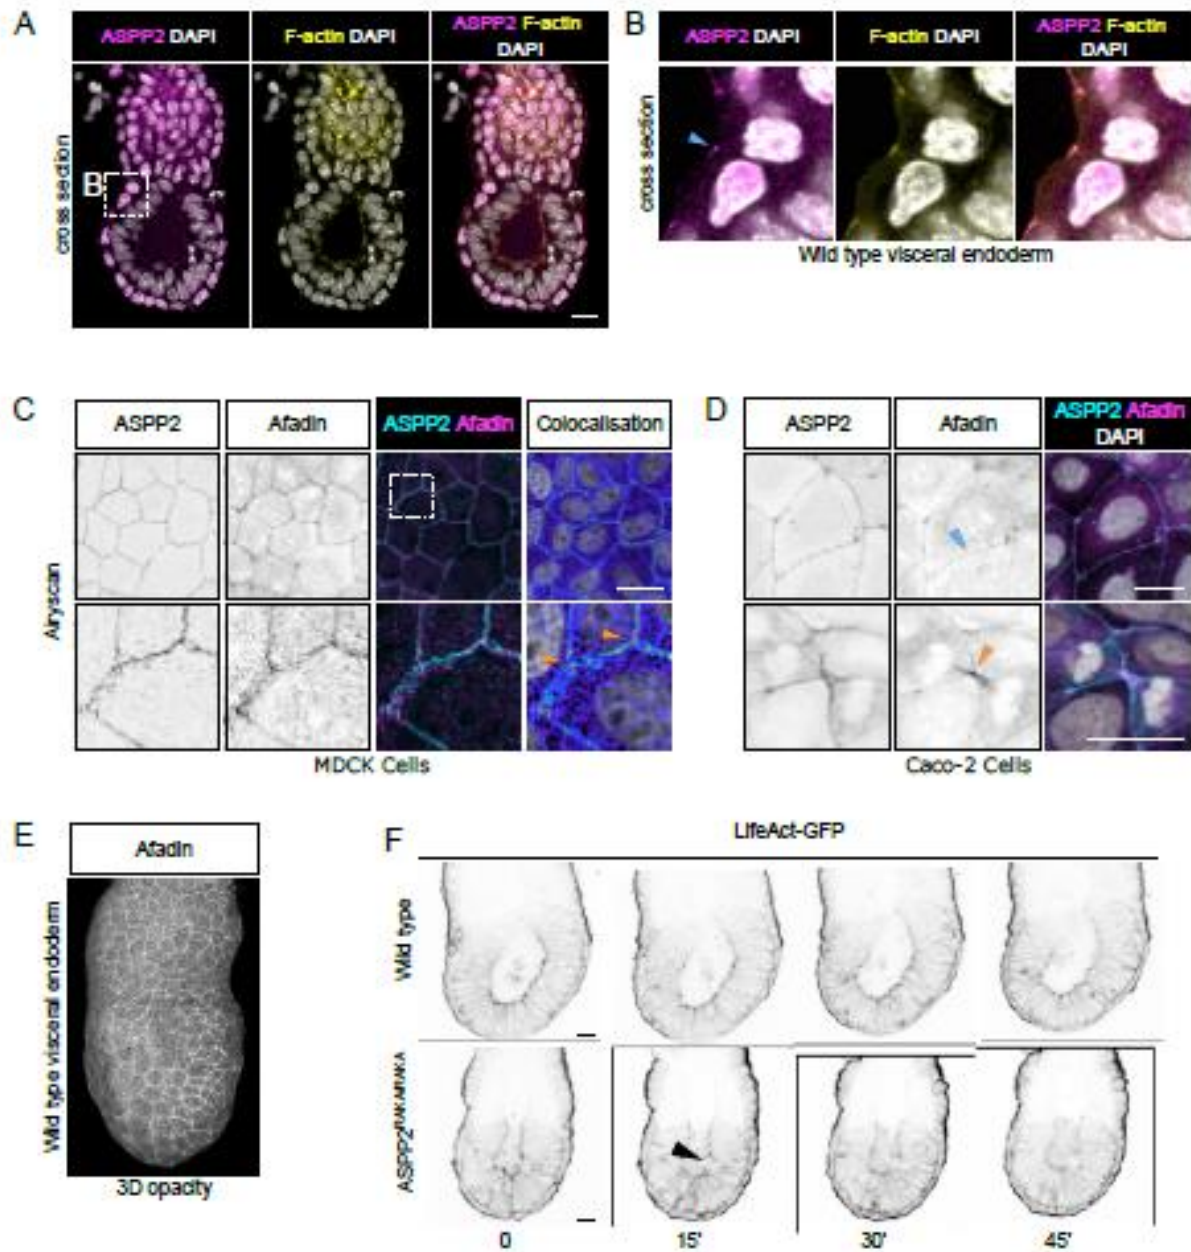 A
ASPP2 DAPI
F-actin DAPI
ASPP2 F-actin
DAPI
cross section
B
B
ASPP2 DAPI
F-actin DAPI
ASPP2 F-actin
DAPI
cross section
Wild type visceral endoderm
C
ASPP2
Afadin
ASPP2 Afadin
Colocalisation
Airyscan
MDCK Cells
D
ASPP2
Afadin
ASPP2 Afadin
DAPI
Caco-2 Cells
E
Afadin
Wild type visceral endoderm
3D opacity
F
LifeAct-GFP
Wild type
ASPP2RAKA/RAKA
0
15'
30'
45'